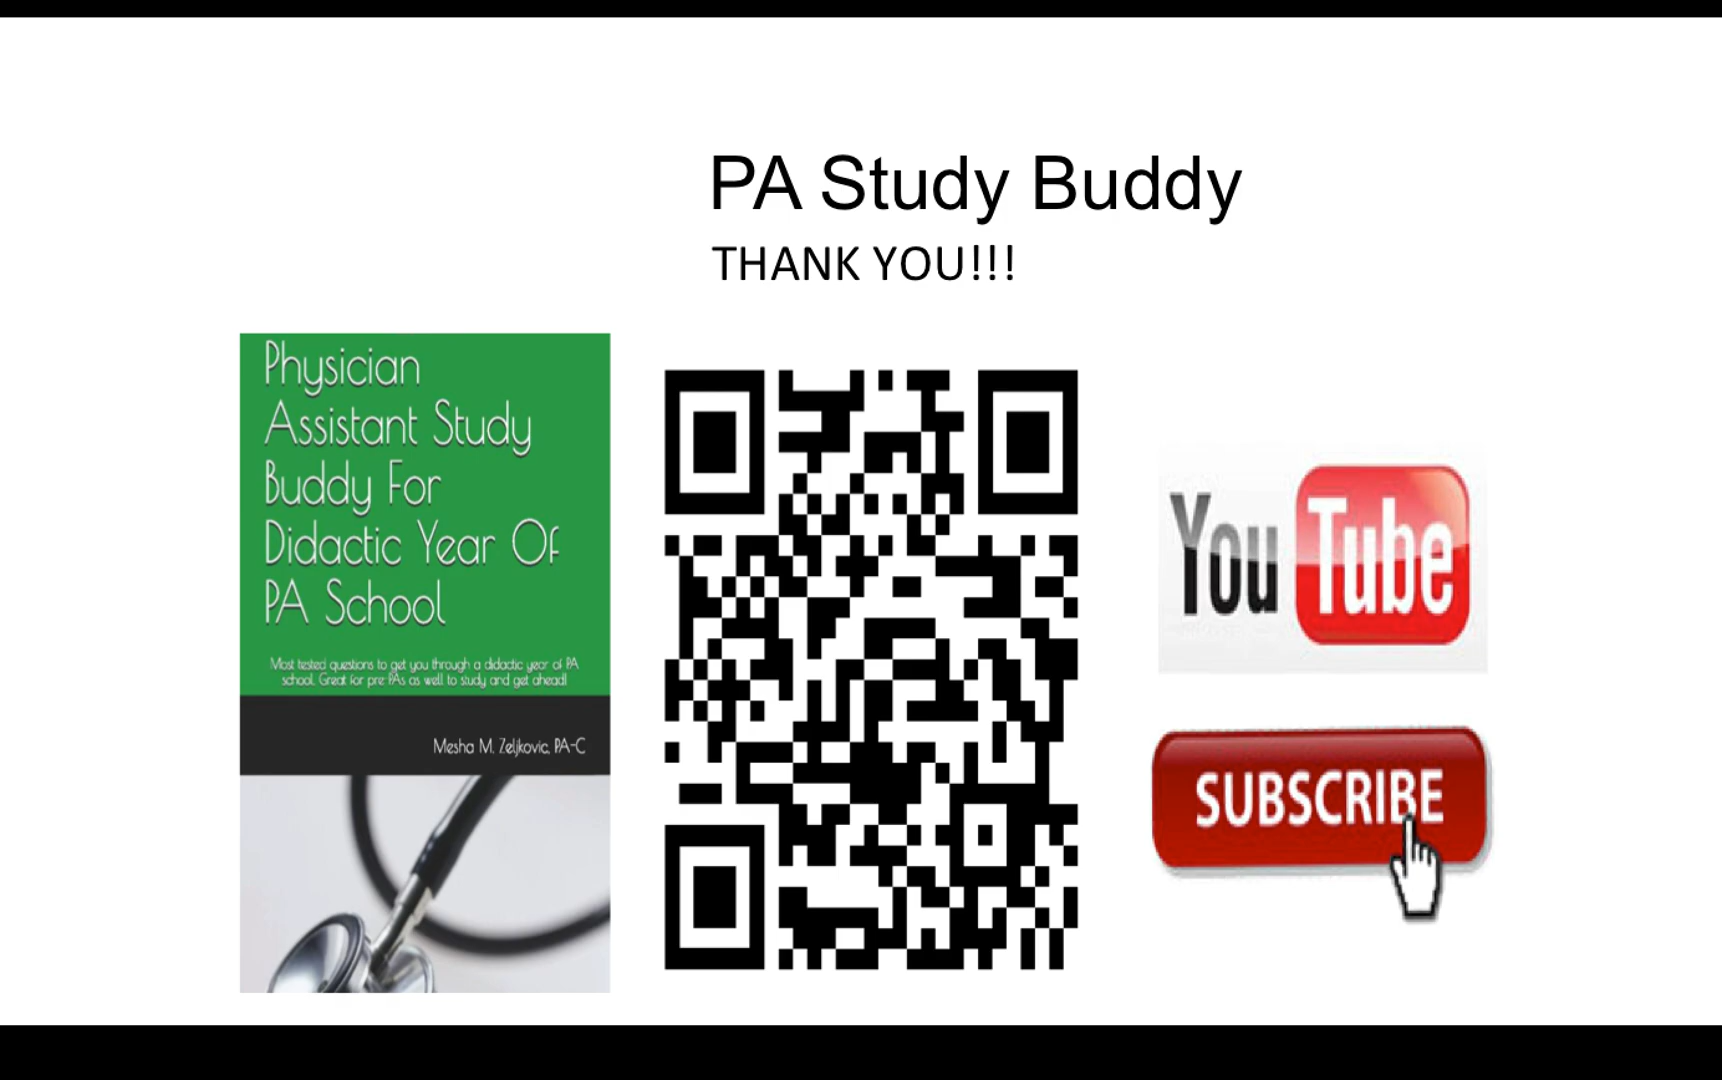 PA Study Buddy
THANK YOU!!!
Physician
Assistant Study
Buddy For
Didactic Year Of
PA School
Most tested questions to get you through a didactic year of PA
school. Great for pre-PAs as well to study and get ahead!
Mesha M. Zeljkovic, PA-C
YouTube
SUBSCRIBE